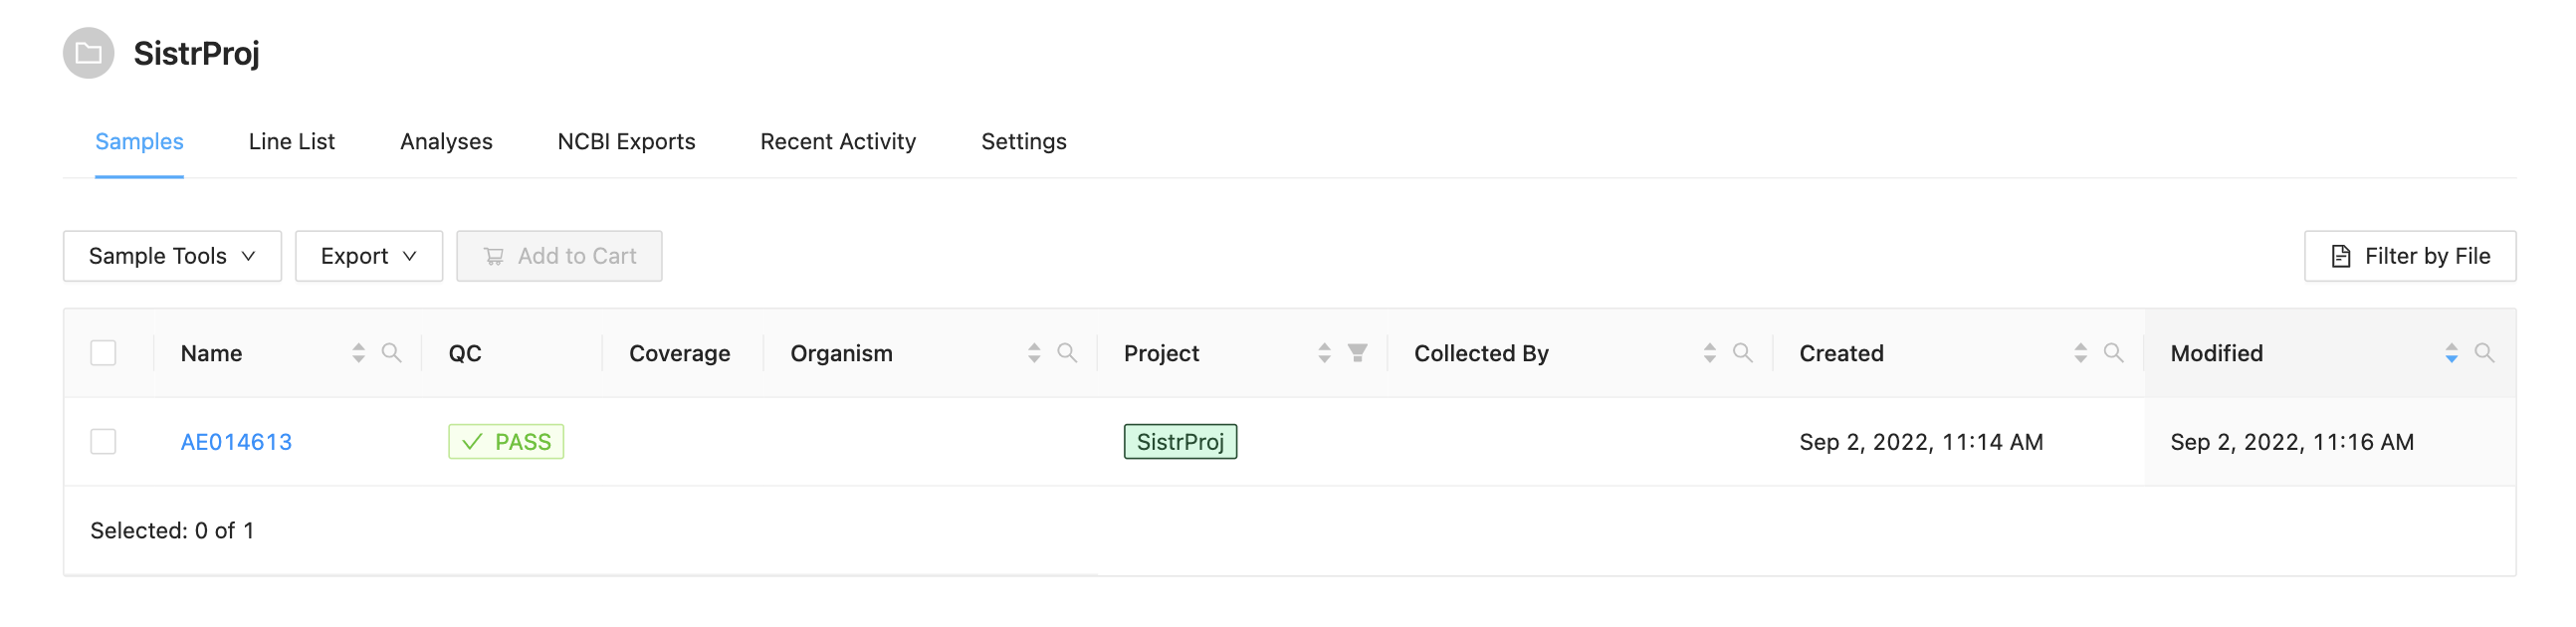 SistrProj
Samples Line List Analyses NCBI Exports Recent Activity Settings
Sample Tools Export Add to Cart Filter by File
Name QC Coverage Organism Project Collected By Created Modified
AE014613 PASS SistrProj Sep 2, 2022, 11:14 AM Sep 2, 2022, 11:16 AM
Selected: 0 of 1